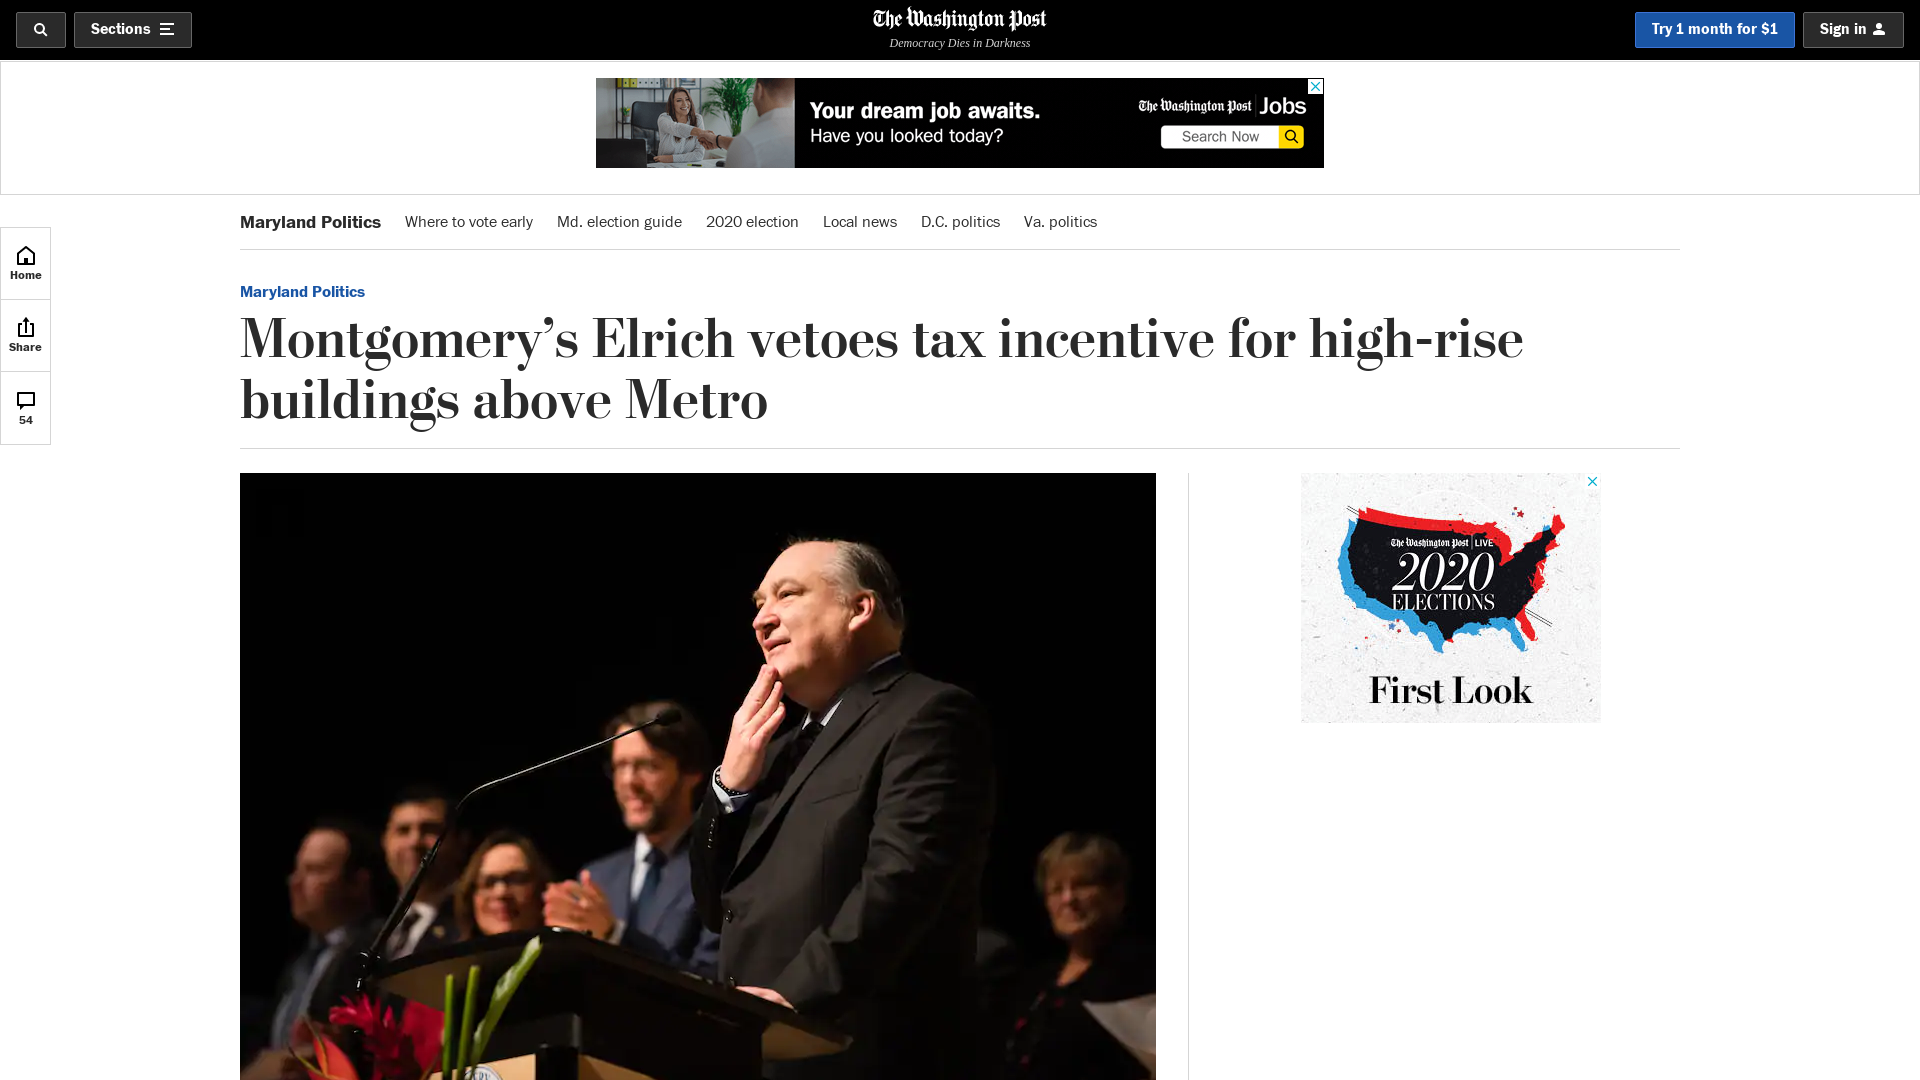 Sections
The Washington Post
Democracy Dies in Darkness
Try 1 month for $1
Sign in
Your dream job awaits.
Have you looked today?
The Washington Post Jobs
Search Now
Maryland Politics
Where to vote early
Md. election guide
2020 election
Local news
D.C. politics
Va. politics
Home
Share
54
Maryland Politics
Montgomery’s Elrich vetoes tax incentive for high-rise
buildings above Metro
The Washington Post LIVE
2020
ELECTIONS
First Look